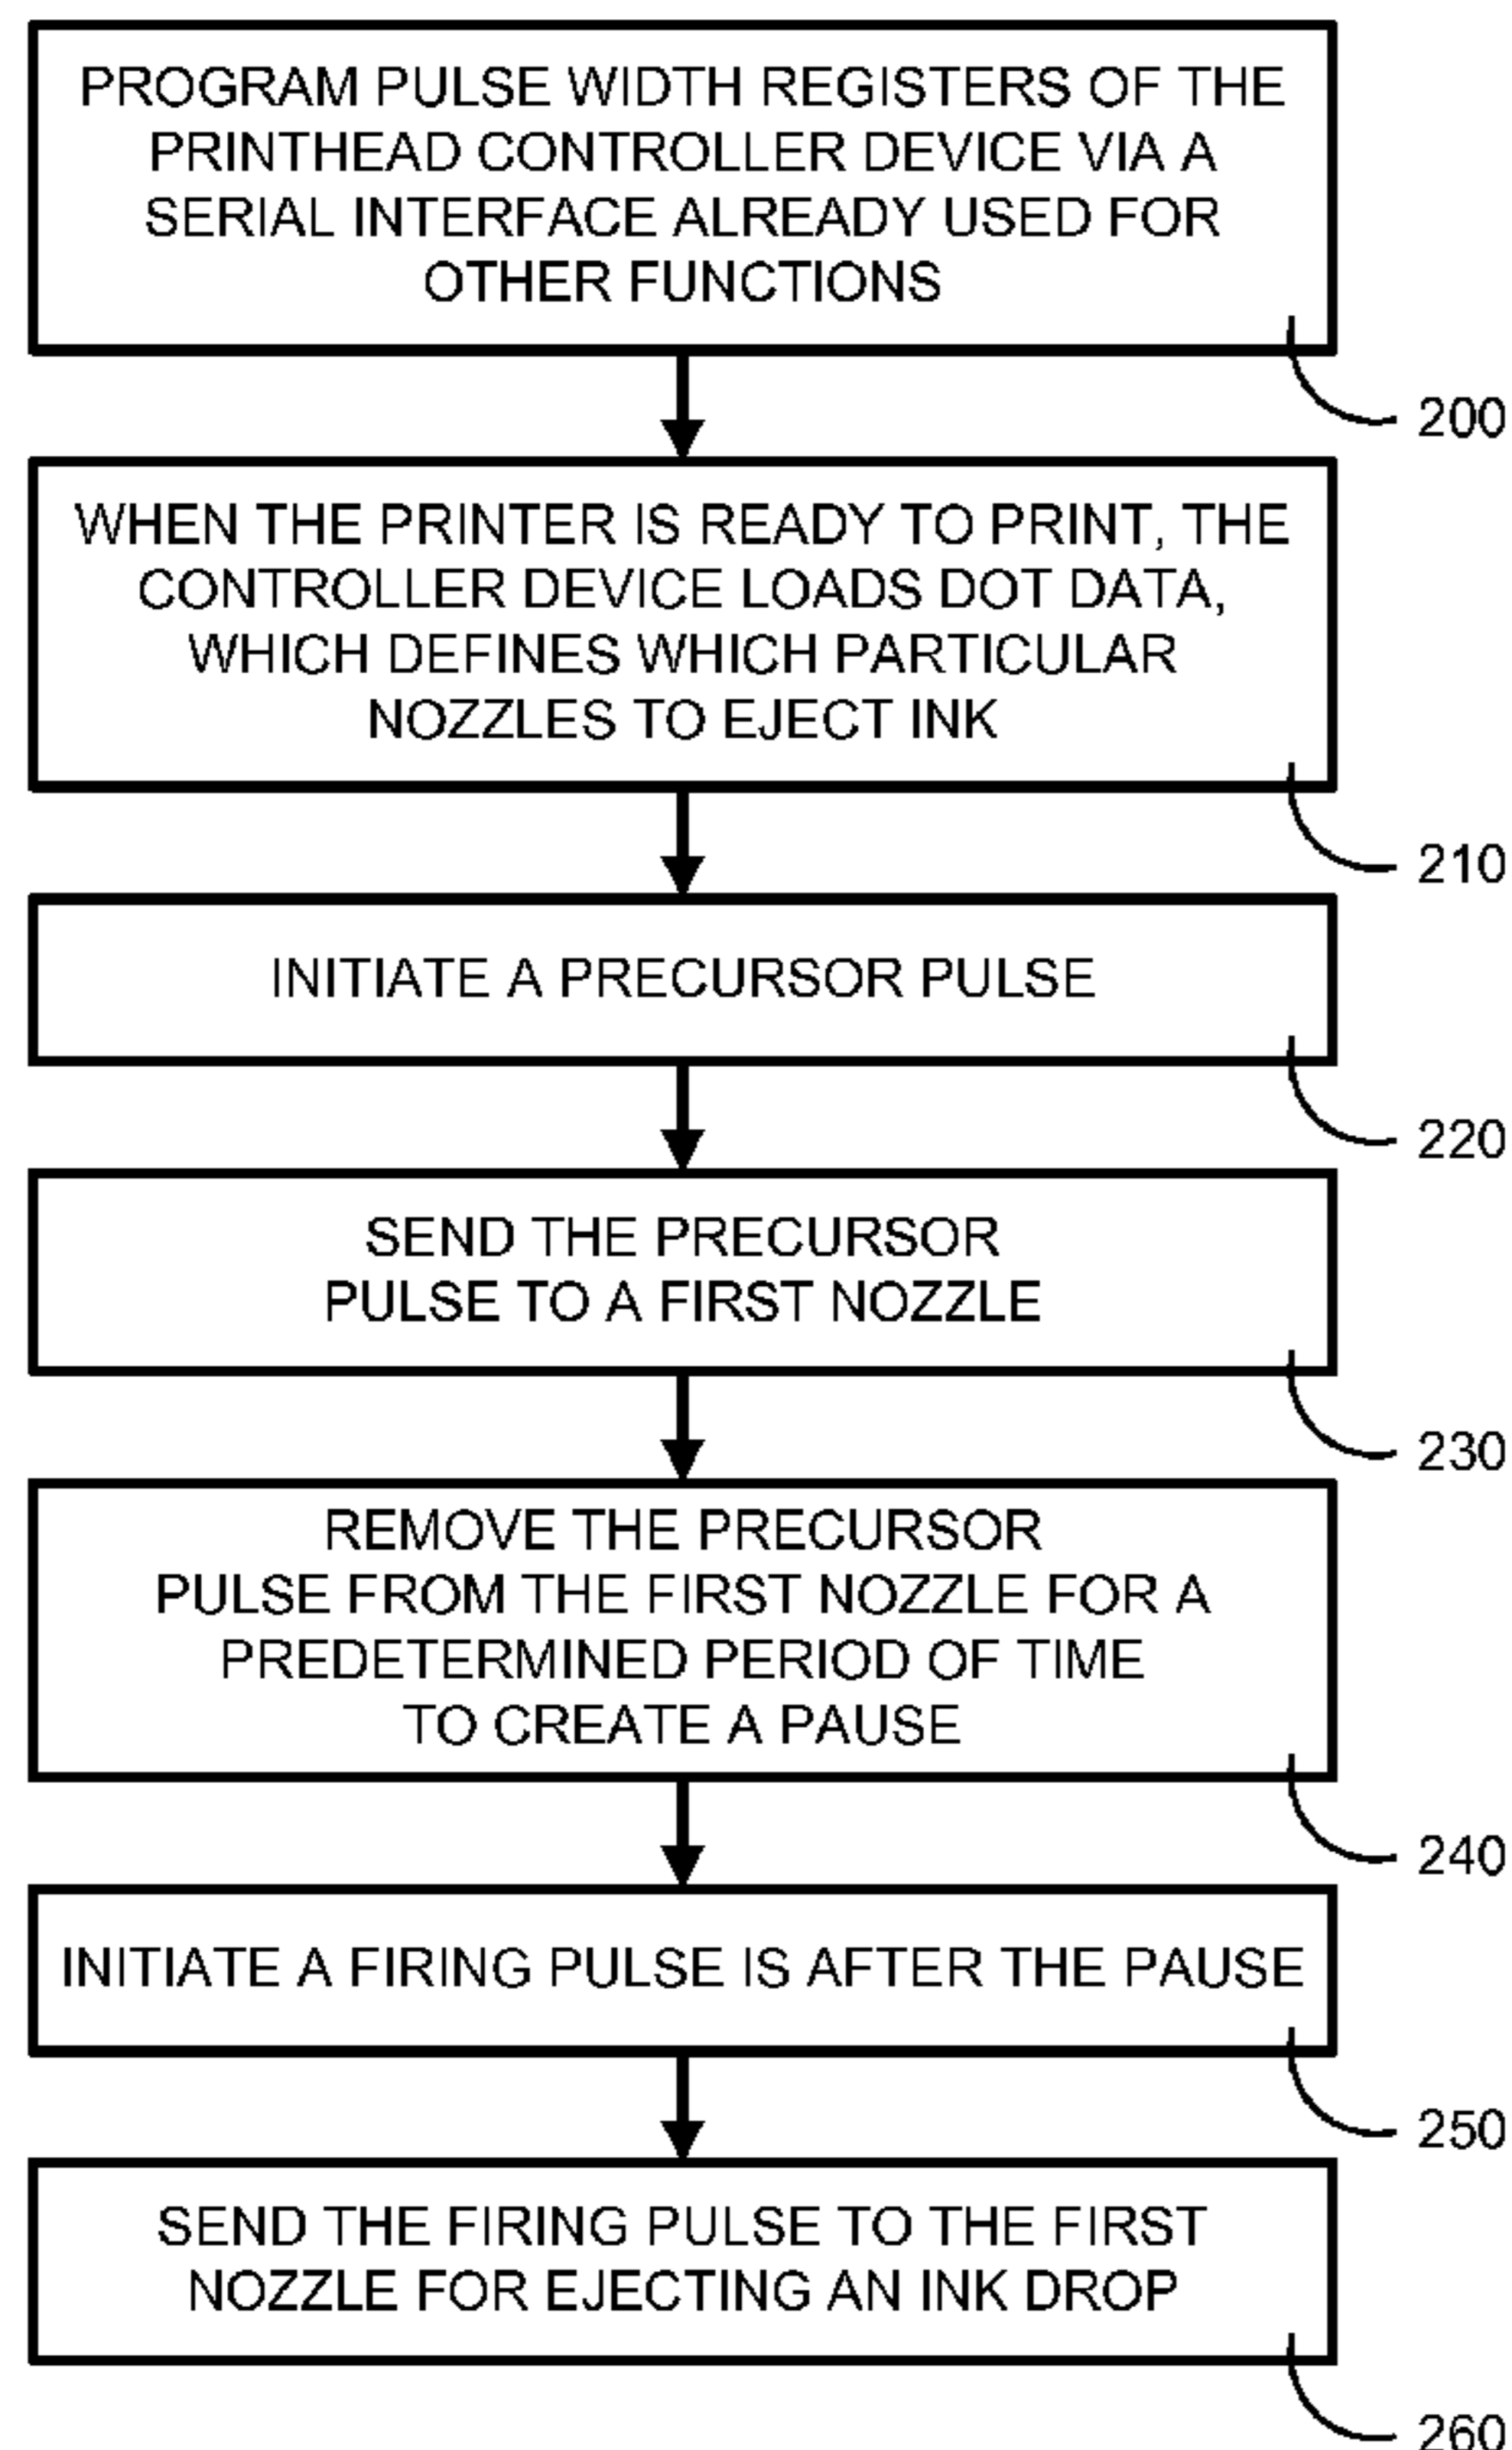 PROGRAM PULSE WIDTH REGISTERS OF THE
PRINTHEAD CONTROLLER DEVICE VIA A
SERIAL INTERFACE ALREADY USED FOR
OTHER FUNCTIONS
200
WHEN THE PRINTER IS READY TO PRINT, THE
CONTROLLER DEVICE LOADS DOT DATA,
WHICH DEFINES WHICH PARTICULAR
NOZZLES TO EJECT INK
210
INITIATE A PRECURSOR PULSE
220
SEND THE PRECURSOR
PULSE TO A FIRST NOZZLE
230
REMOVE THE PRECURSOR
PULSE FROM THE FIRST NOZZLE FOR A
PREDETERMINED PERIOD OF TIME
TO CREATE A PAUSE
240
INITIATE A FIRING PULSE IS AFTER THE PAUSE
250
SEND THE FIRING PULSE TO THE FIRST
NOZZLE FOR EJECTING AN INK DROP
260